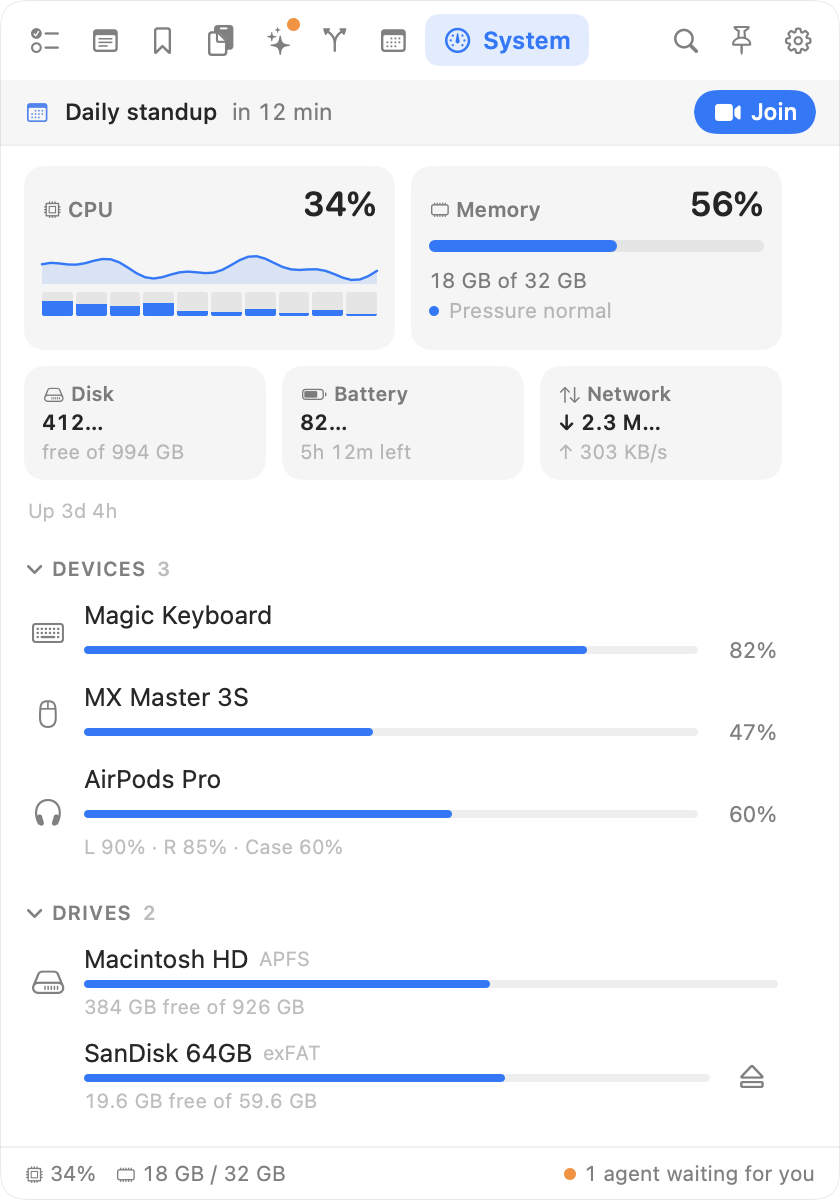 System
Daily standup in 12 min
Join
CPU 34%
Memory 56%
18 GB of 32 GB
Pressure normal
Disk
412...
free of 994 GB
Battery
82...
5h 12m left
Network
↓ 2.3 M...
↑ 303 KB/s
Up 3d 4h
DEVICES 3
Magic Keyboard
82%
MX Master 3S
47%
AirPods Pro
60%
L 90% · R 85% · Case 60%
DRIVES 2
Macintosh HD APFS
384 GB free of 926 GB
SanDisk 64GB exFAT
19.6 GB free of 59.6 GB
34% 18 GB / 32 GB
1 agent waiting for you